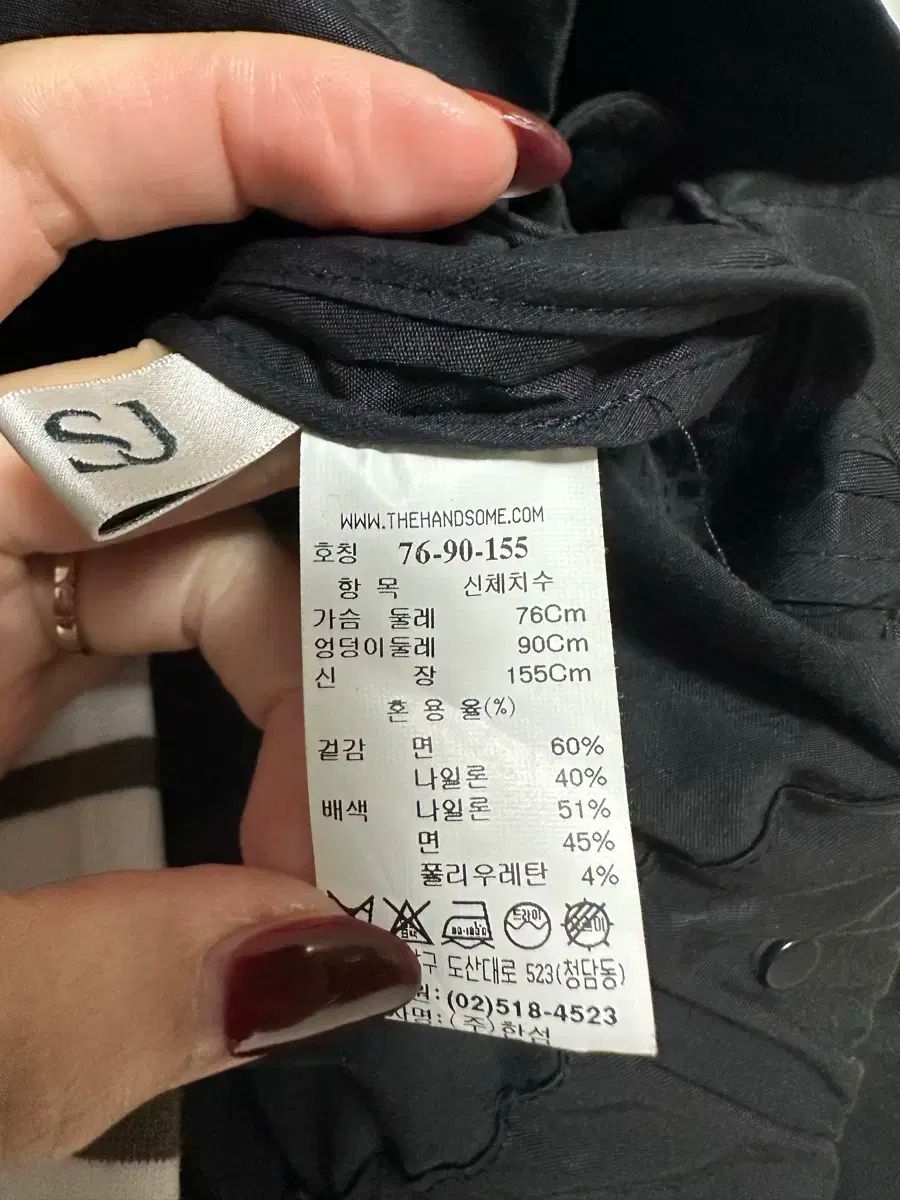 SJ
WWW.THEHANDSOME.COM
호칭 76-90-155
항 목 신체치수
가슴 둘레 76Cm
엉덩이둘레 90Cm
신 장 155Cm
혼 용 율(%)
겉감 면 60%
나일론 40%
배색 나일론 51%
면 45%
폴리우레탄 4%
드라이
구 도산대로 523(청담동)
원: (02)518-4523
자명: (주)한섬